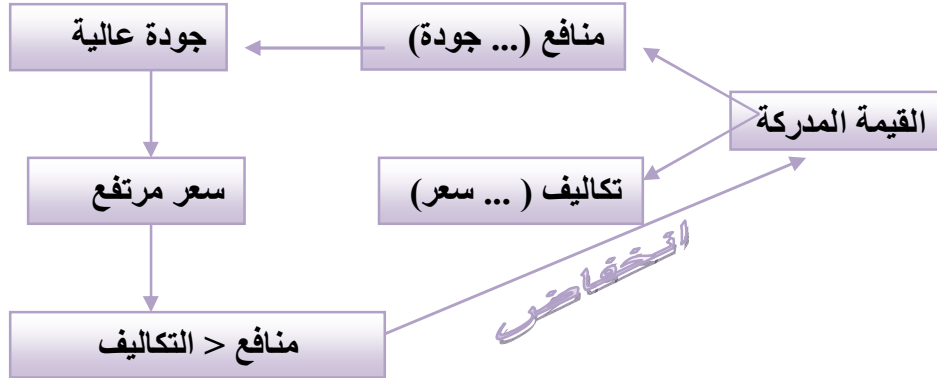 جودة عالية
منافع (... جودة)
القيمة المدركة
سعر مرتفع
تكاليف ( ... سعر)
انخفاض
منافع < التكاليف